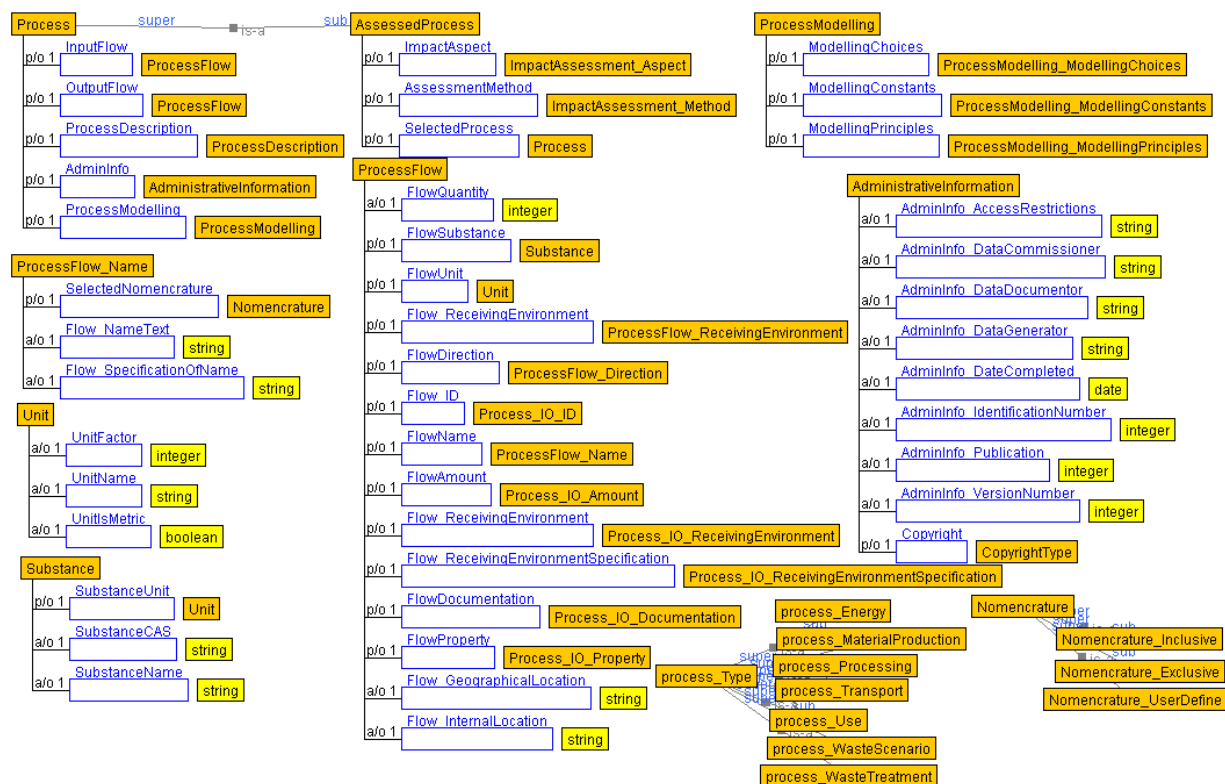 Process
super
is-a
sub
AssessedProcess
ProcessModelling
InputFlow
p/o 1
ProcessFlow
OutputFlow
p/o 1
ProcessFlow
ProcessDescription
p/o 1
ProcessDescription
AdminInfo
p/o 1
AdministrativeInformation
ProcessModelling
p/o 1
ProcessModelling
ImpactAspect
p/o 1
ImpactAssessment_Aspect
AssessmentMethod
p/o 1
ImpactAssessment_Method
SelectedProcess
p/o 1
Process
ModellingChoices
p/o 1
ProcessModelling_ModellingChoices
ModellingConstants
p/o 1
ProcessModelling_ModellingConstants
ModellingPrinciples
p/o 1
ProcessModelling_ModellingPrinciples
ProcessFlow_Name
SelectedNomencrature
p/o 1
Nomencrature
Flow_NameText
a/o 1
string
Flow_SpecificationOfName
a/o 1
string
Unit
UnitFactor
a/o 1
integer
UnitName
a/o 1
string
UnitIsMetric
a/o 1
boolean
Substance
SubstanceUnit
p/o 1
Unit
SubstanceCAS
a/o 1
string
SubstanceName
a/o 1
string
ProcessFlow
FlowQuantity
a/o 1
integer
FlowSubstance
p/o 1
Substance
FlowUnit
p/o 1
Unit
Flow_ReceivingEnvironment
p/o 1
ProcessFlow_ReceivingEnvironment
FlowDirection
p/o 1
ProcessFlow_Direction
Flow_ID
p/o 1
Process_IO_ID
FlowName
p/o 1
ProcessFlow_Name
FlowAmount
p/o 1
Process_IO_Amount
Flow_ReceivingEnvironment
p/o 1
Process_IO_ReceivingEnvironment
Flow_ReceivingEnvironmentSpecification
p/o 1
Process_IO_ReceivingEnvironmentSpecification
FlowDocumentation
p/o 1
Process_IO_Documentation
FlowProperty
p/o 1
Process_IO_Property
Flow_GeographicalLocation
a/o 1
string
Flow_InternalLocation
a/o 1
string
AdministrativeInformation
AdminInfo_AccessRestrictions
a/o 1
string
AdminInfo_DataCommissioner
a/o 1
string
AdminInfo_DataDocumentor
a/o 1
string
AdminInfo_DataGenerator
a/o 1
string
AdminInfo_DateCompleted
a/o 1
date
AdminInfo_IdentificationNumber
a/o 1
integer
AdminInfo_Publication
a/o 1
integer
AdminInfo_VersionNumber
a/o 1
integer
Copyright
p/o 1
CopyrightType
process_Type
super
sub
process_Energy
process_MaterialProduction
process_Processing
process_Transport
process_Use
process_WasteScenario
process_WasteTreatment
Nomencrature
super
super
sub
sub
Nomencrature_Inclusive
Nomencrature_Exclusive
Nomencrature_UserDefine